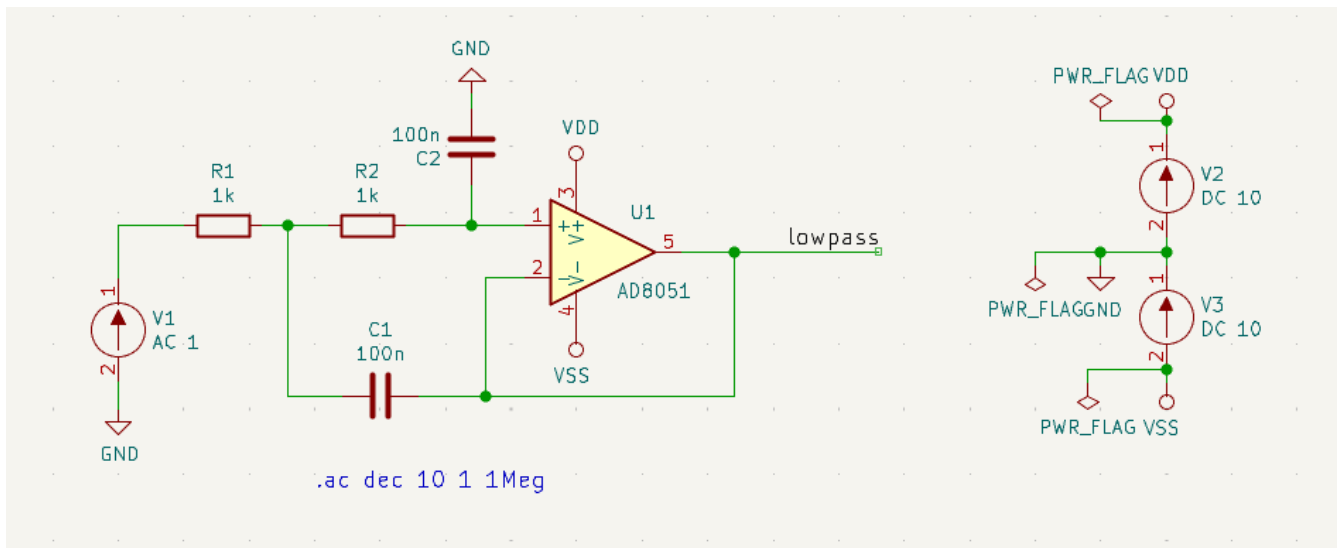 GND
100n
C2
VDD
3
R1
1k
R2
1k
1
+
V+
U1
5
lowpass
2
-
V-
AD8051
4
VSS
1
V1
AC 1
2
GND
C1
100n
.ac dec 10 1 1Meg
PWR_FLAG VDD
1
V2
DC 10
2
PWR_FLAG GND
1
V3
DC 10
2
PWR_FLAG VSS